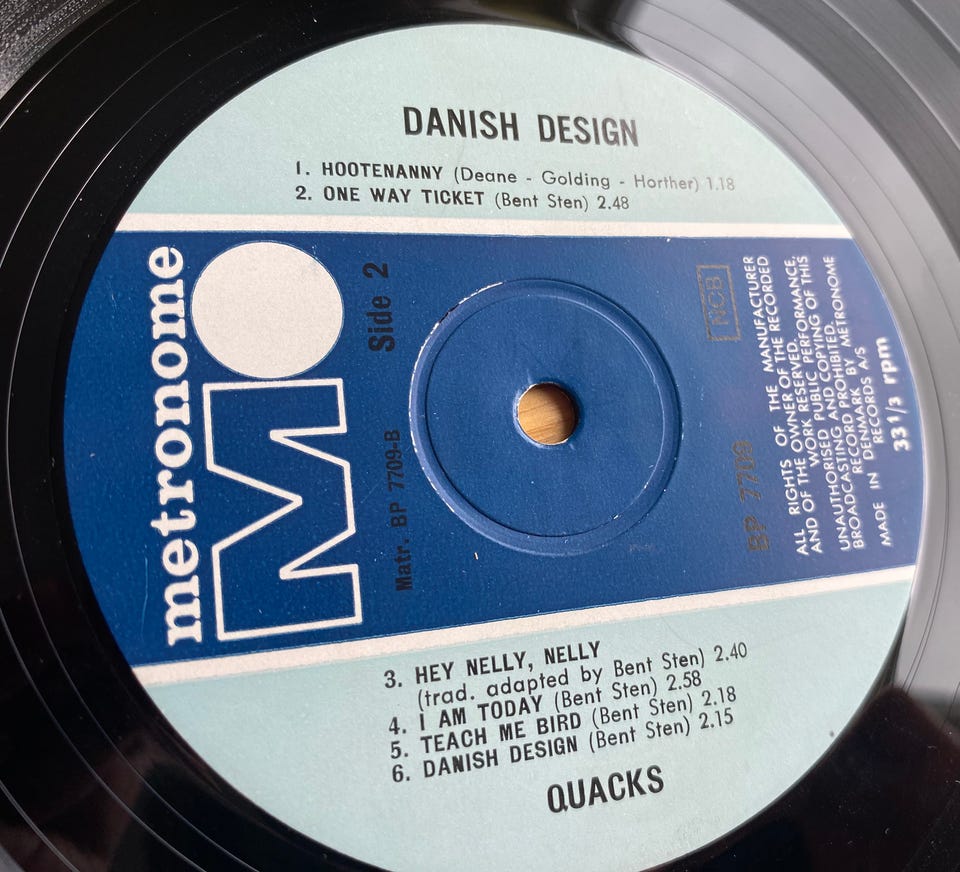 DANISH DESIGN
1. HOOTENANNY (Deane - Golding - Horther) 1.18
2. ONE WAY TICKET (Bent Sten) 2.48
metronome
M
Side 2
Matr. BP 7709-B
NCB
BP 7709
ALL RIGHTS OF THE MANUFACTURER
AND OF THE OWNER OF THE RECORDED
WORK RESERVED.
UNAUTHORISED PUBLIC PERFORMANCE,
BROADCASTING AND COPYING OF THIS
RECORD PROHIBITED.
MADE IN DENMARK BY METRONOME
RECORDS A/S
33 1/3 rpm
3. HEY NELLY, NELLY
(trad. adapted by Bent Sten) 2.40
4. I AM TODAY (Bent Sten) 2.58
5. TEACH ME BIRD (Bent Sten) 2.18
6. DANISH DESIGN (Bent Sten) 2.15
QUACKS